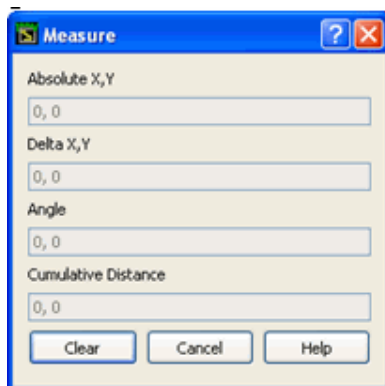 Measure
Absolute X,Y
0, 0
Delta X,Y
0, 0
Angle
0, 0
Cumulative Distance
0, 0
Clear Cancel Help